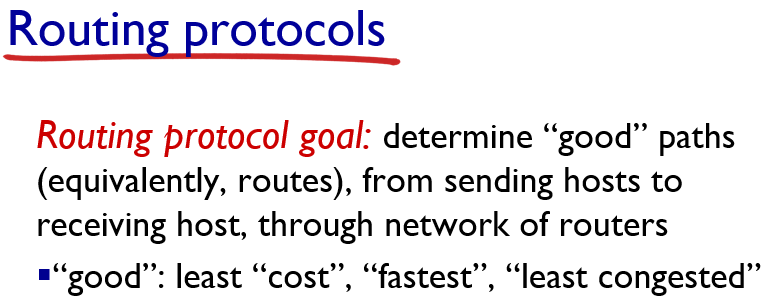 Routing protocols
Routing protocol goal: determine “good” paths
(equivalently, routes), from sending hosts to
receiving host, through network of routers
▪“good”: least “cost”, “fastest”, “least congested”